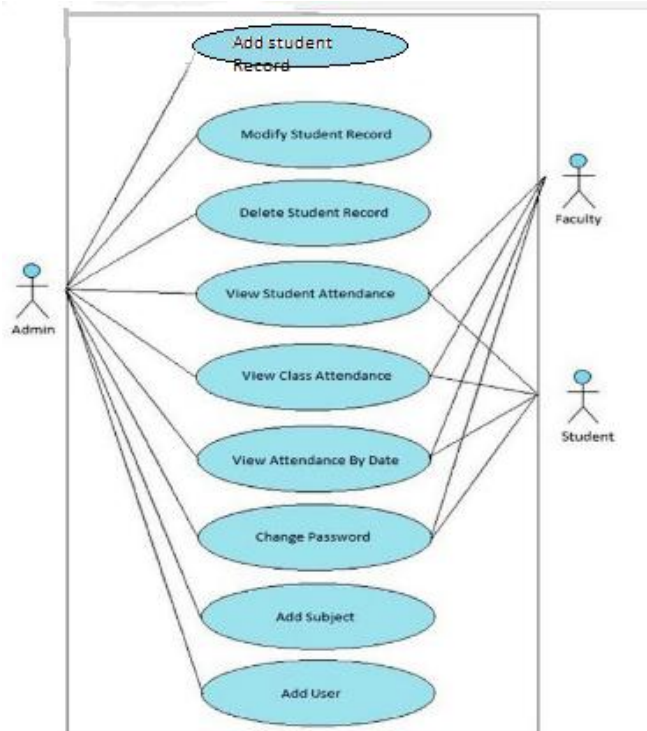 Add student
Record
Modify Student Record
Delete Student Record
Faculty
View Student Attendance
Admin
View Class Attendance
Student
View Attendance By Date
Change Password
Add Subject
Add User